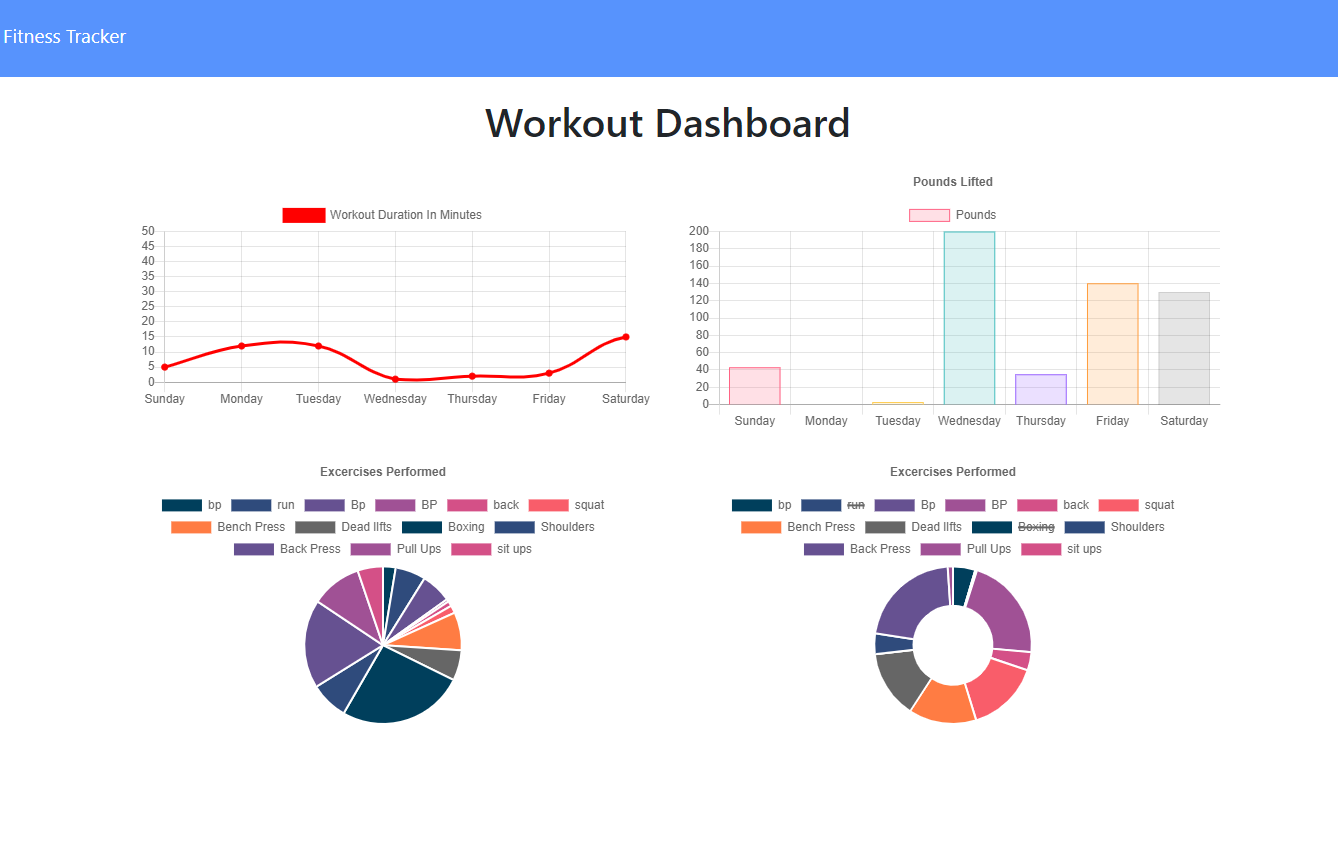 Fitness Tracker
Workout Dashboard
Workout Duration In Minutes
50
45
40
35
30
25
20
15
10
5
0
Sunday Monday Tuesday Wednesday Thursday Friday Saturday
Pounds Lifted
Pounds
200
180
160
140
120
100
80
60
40
20
0
Sunday Monday Tuesday Wednesday Thursday Friday Saturday
Excercises Performed
bp run Bp BP back squat
Bench Press Dead lIfts Boxing Shoulders
Back Press Pull Ups sit ups
Excercises Performed
bp run Bp BP back squat
Bench Press Dead lIfts Boxing Shoulders
Back Press Pull Ups sit ups